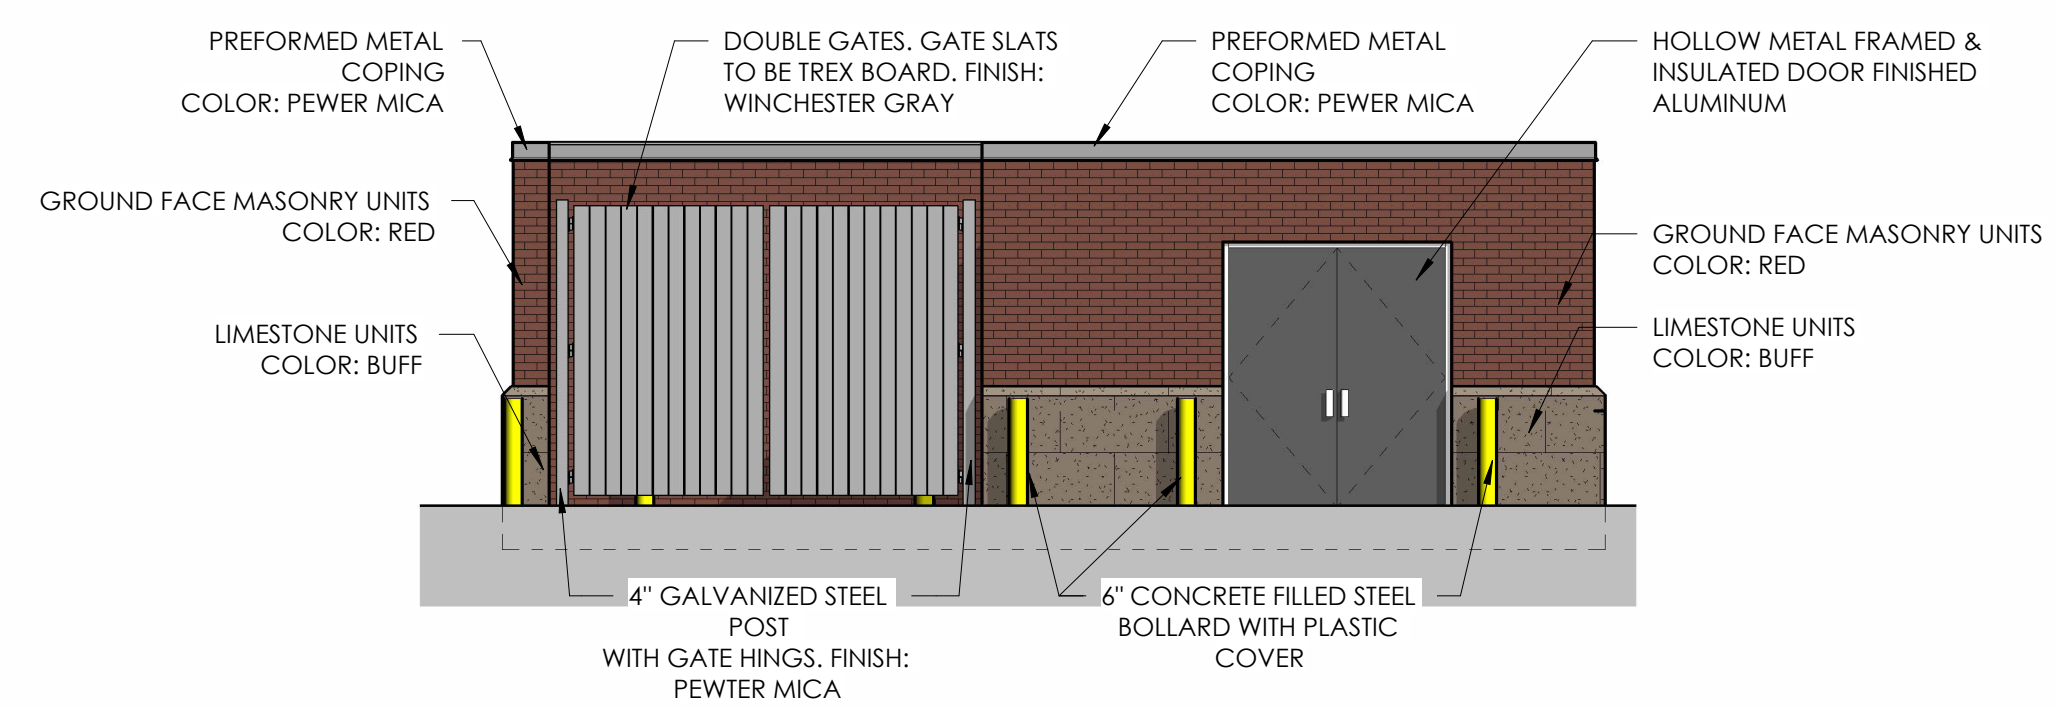 PREFORMED METAL
COPING
COLOR: PEWER MICA
DOUBLE GATES. GATE SLATS
TO BE TREX BOARD. FINISH:
WINCHESTER GRAY
PREFORMED METAL
COPING
COLOR: PEWER MICA
HOLLOW METAL FRAMED &
INSULATED DOOR FINISHED
ALUMINUM
GROUND FACE MASONRY UNITS
COLOR: RED
GROUND FACE MASONRY UNITS
COLOR: RED
LIMESTONE UNITS
COLOR: BUFF
LIMESTONE UNITS
COLOR: BUFF
4" GALVANIZED STEEL
POST
WITH GATE HINGS. FINISH:
PEWTER MICA
6" CONCRETE FILLED STEEL
BOLLARD WITH PLASTIC
COVER